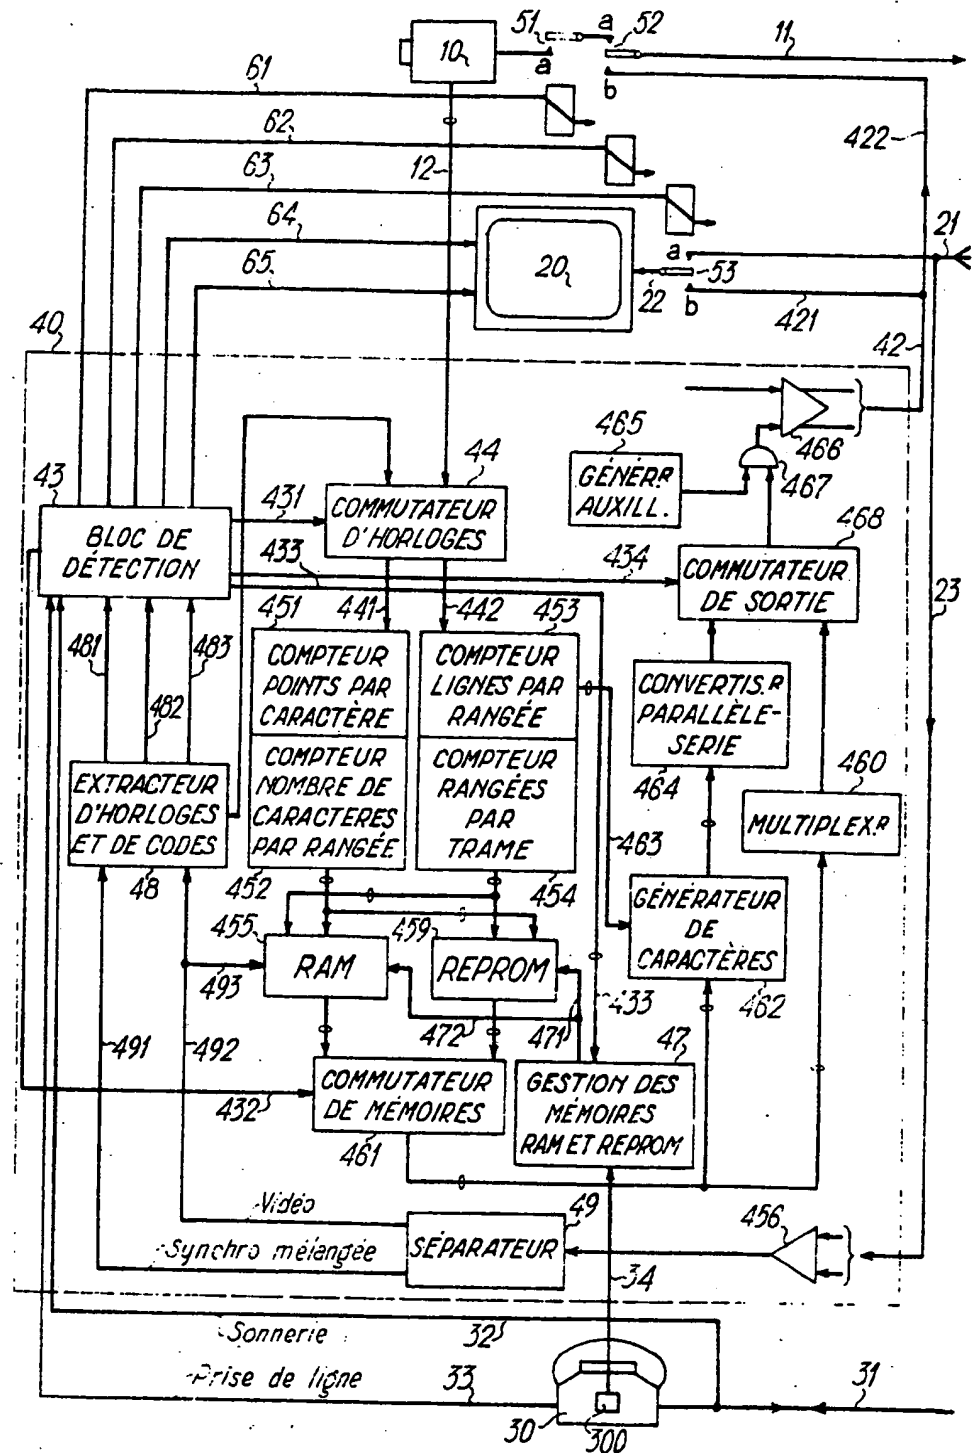 51
a
52
11
10
a
b
61
62
422
12
63
64
21
a
65
20
53
22
b
421
42
40
465
466
GÉNÉR.R
AUXILL.
467
43
44
431
COMMUTATEUR
D'HORLOGES
468
BLOC DE
DÉTECTION
433
434
COMMUTATEUR
DE SORTIE
23
451
441
442
453
481
483
COMPTEUR
POINTS PAR
CARACTÈRE
COMPTEUR
LIGNES PAR
RANGÉE
CONVERTIS.R
PARALLÈLE-
SERIE
482
COMPTEUR
NOMBRE DE
CARACTERES
PAR RANGÉE
COMPTEUR
RANGÉES
PAR
TRAME
464
460
EXTRACTEUR
D'HORLOGES
ET DE CODES
MULTIPLEX.R
463
48
452
454
GÉNÉRATEUR
DE
CARACTÈRES
455
459
RAM
REPROM
493
462
472
471
433
491
492
47
COMMUTATEUR
DE MÉMOIRES
GESTION DES
MÉMOIRES
RAM ET REPROM
432
461
Vidéo
49
456
SÉPARATEUR
Synchro mélangée
34
Sonnerie
32
Prise de ligne
33
31
30
300